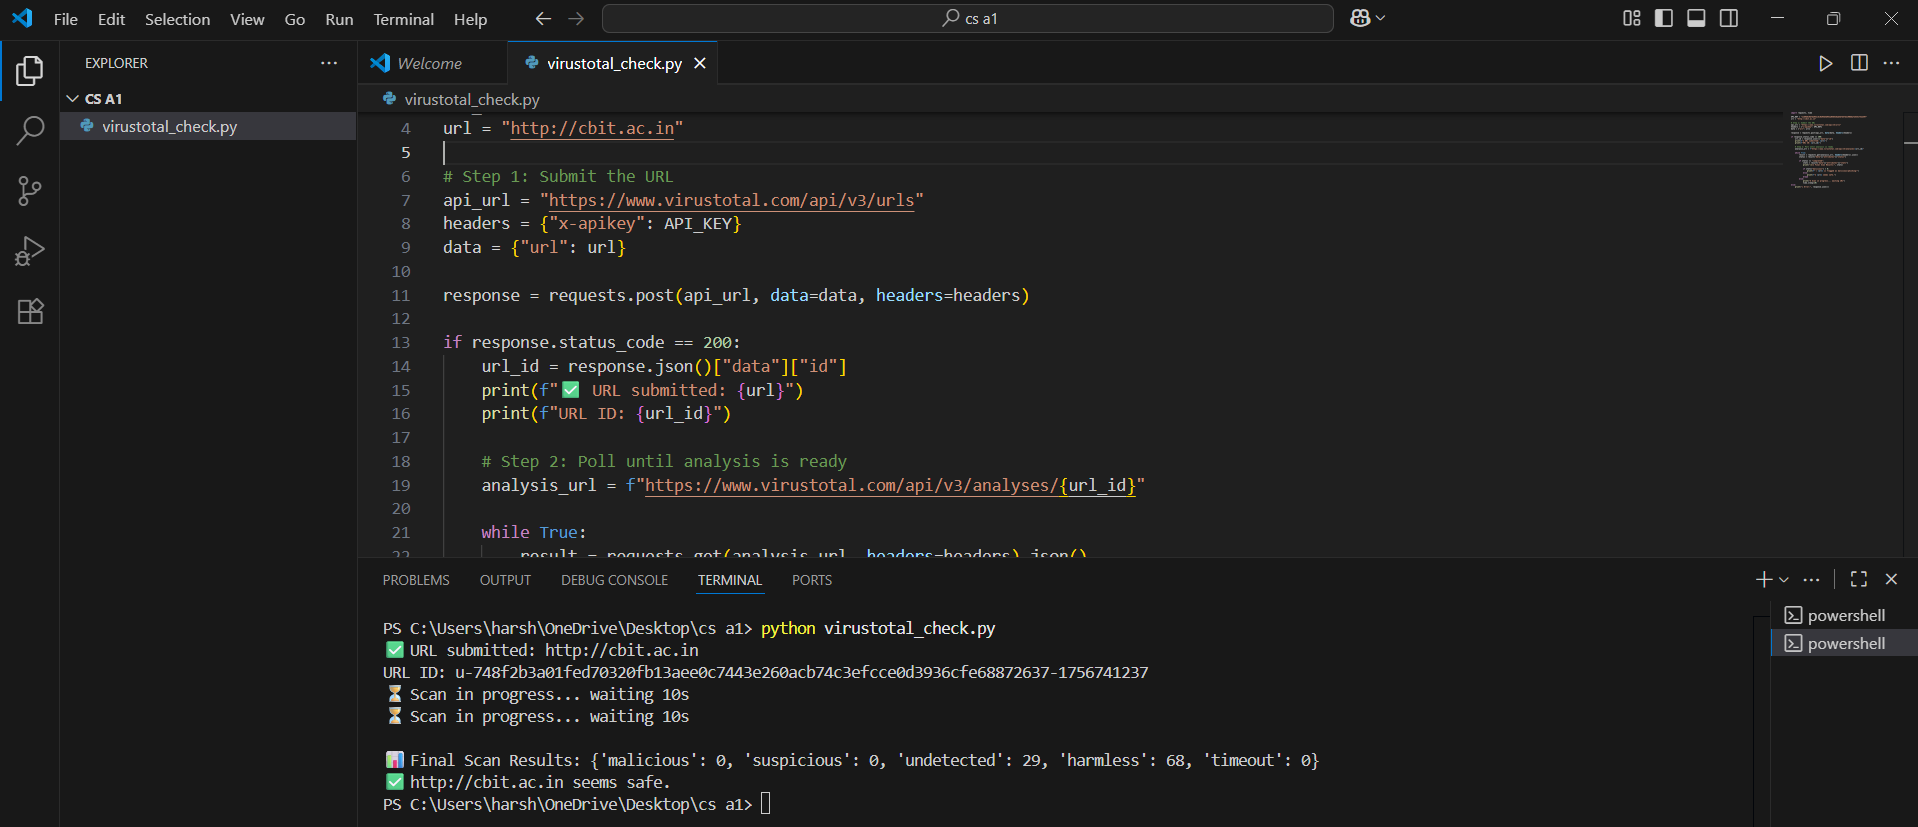 File Edit Selection View Go Run Terminal Help
cs a1
EXPLORER
CS A1
virustotal_check.py
Welcome
virustotal_check.py
virustotal_check.py
4 url = "http://cbit.ac.in"
5
6 # Step 1: Submit the URL
7 api_url = "https://www.virustotal.com/api/v3/urls"
8 headers = {"x-apikey": API_KEY}
9 data = {"url": url}
10
11 response = requests.post(api_url, data=data, headers=headers)
12
13 if response.status_code == 200:
14 url_id = response.json()["data"]["id"]
15 print(f"✅ URL submitted: {url}")
16 print(f"URL ID: {url_id}")
17
18 # Step 2: Poll until analysis is ready
19 analysis_url = f"https://www.virustotal.com/api/v3/analyses/{url_id}"
20
21 while True:
22 result = requests.get(analysis_url, headers=headers).json()
PROBLEMS OUTPUT DEBUG CONSOLE TERMINAL PORTS
PS C:\Users\harsh\OneDrive\Desktop\cs a1> python virustotal_check.py
✅ URL submitted: http://cbit.ac.in
URL ID: u-748f2b3a01fed70320fb13aee0c7443e260acb74c3efcce0d3936cfe68872637-1756741237
⏳ Scan in progress... waiting 10s
⏳ Scan in progress... waiting 10s
📊 Final Scan Results: {'malicious': 0, 'suspicious': 0, 'undetected': 29, 'harmless': 68, 'timeout': 0}
✅ http://cbit.ac.in seems safe.
PS C:\Users\harsh\OneDrive\Desktop\cs a1>
powershell
powershell